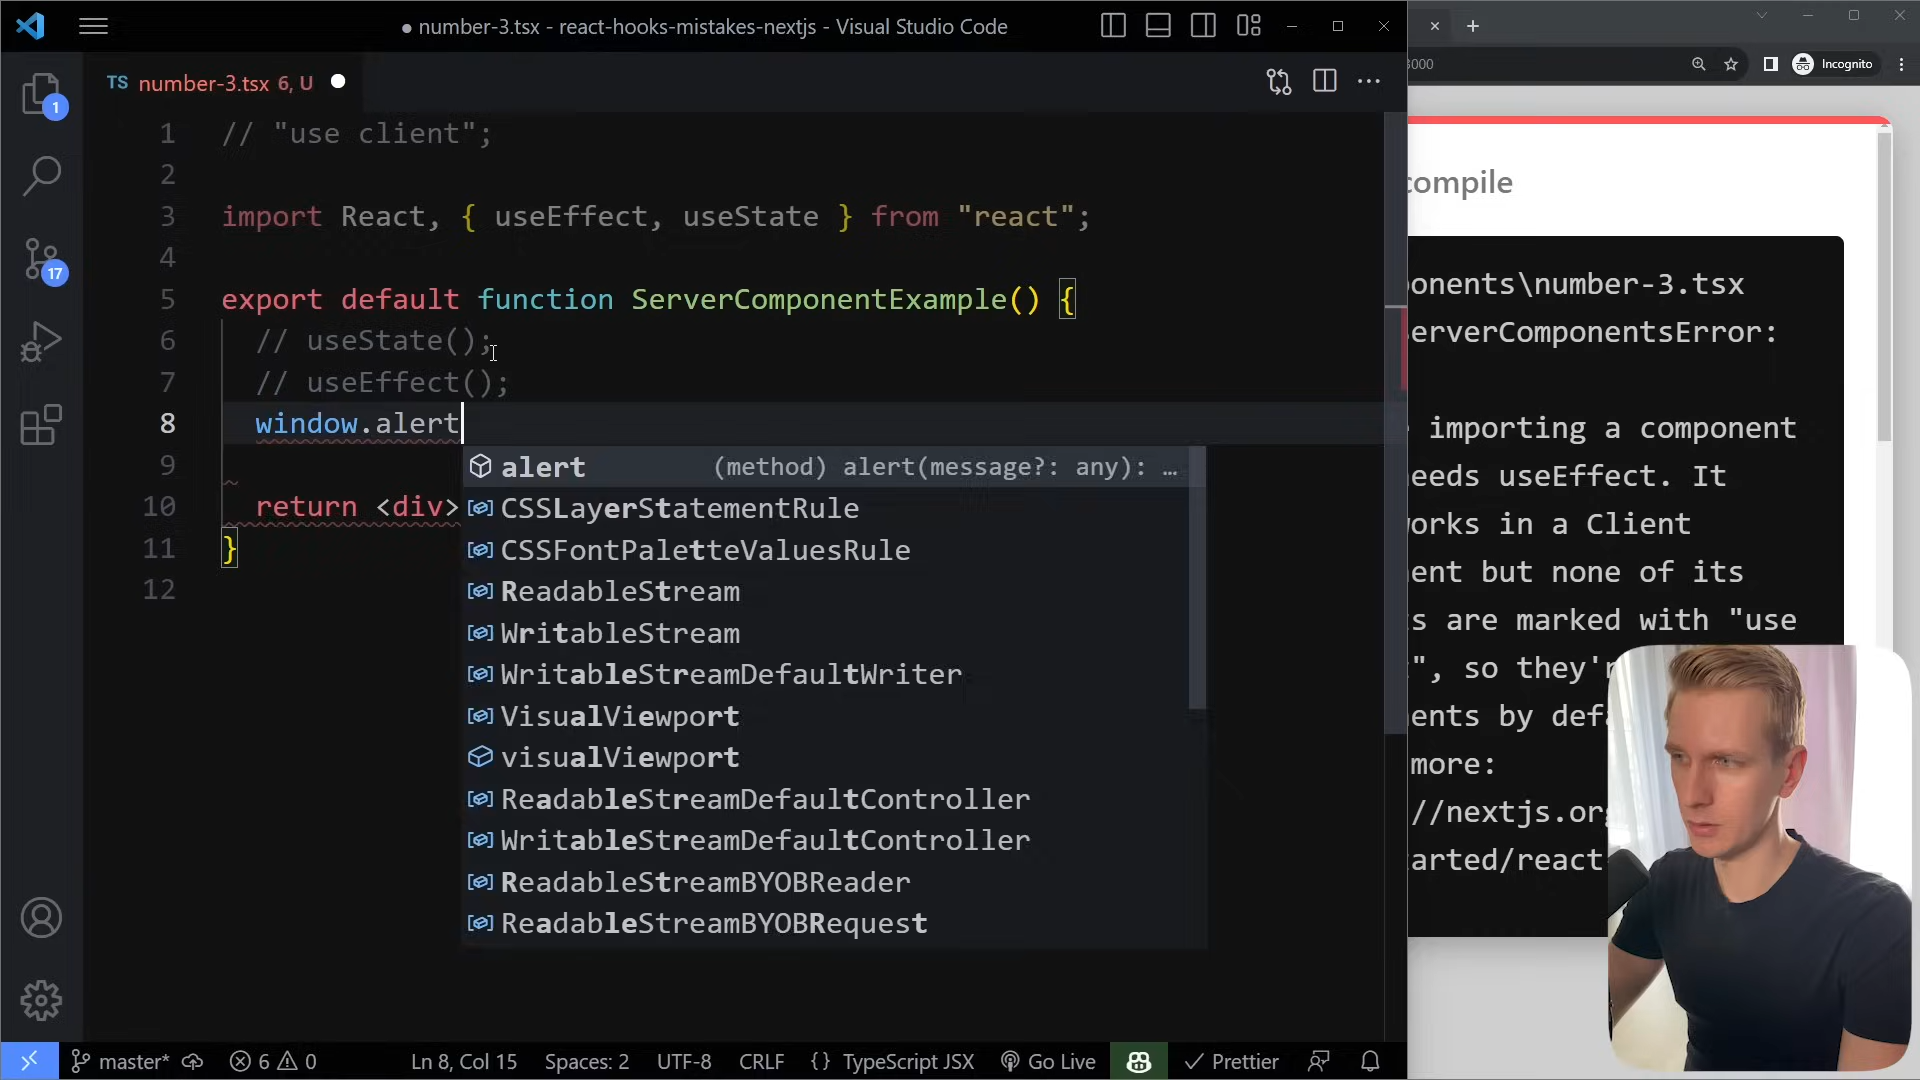 ● number-3.tsx - react-hooks-mistakes-nextjs - Visual Studio Code
TS number-3.tsx 6, U
1 // "use client";
2
3 import React, { useEffect, useState } from "react";
4
5 export default function ServerComponentExample() {
6 // useState();
7 // useEffect();
8 window.alert
9
10 return <div>
11 }
12
alert (method) alert(message?: any): …
CSSLayerStatementRule
CSSFontPaletteValuesRule
ReadableStream
WritableStream
WritableStreamDefaultWriter
VisualViewport
visualViewport
ReadableStreamDefaultController
WritableStreamDefaultController
ReadableStreamBYOBReader
ReadableStreamBYOBRequest
1
17
master* 6 0 Ln 8, Col 15 Spaces: 2 UTF-8 CRLF {} TypeScript JSX Go Live Prettier
3000 Incognito
compile
onents\number-3.tsx
erverComponentsError:
importing a component
eeds useEffect. It
orks in a Client
ent but none of its
s are marked with "use
", so they'r
ents by def
more:
//nextjs.or
arted/react